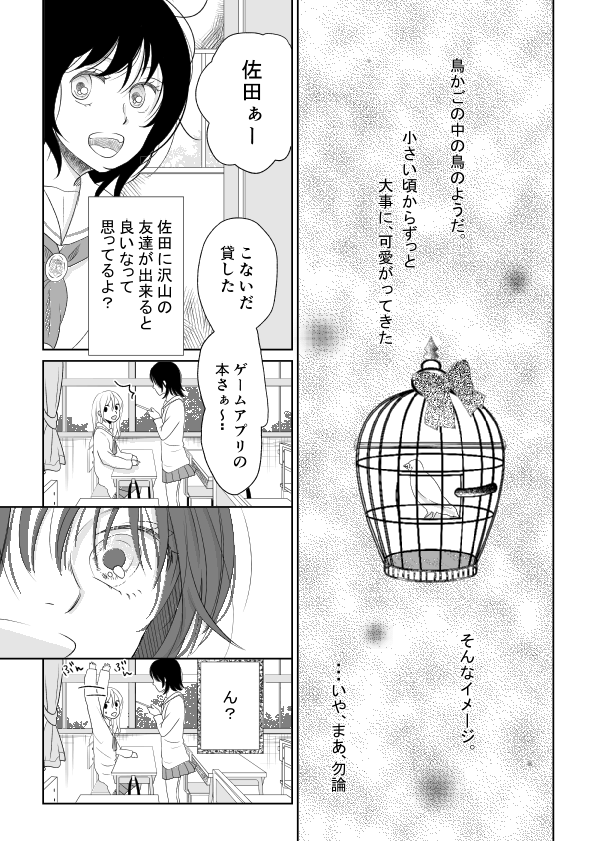 鳥かごの中の鳥のようだ。
小さい頃からずっと
大事に、可愛がってきた
そんなイメージ。
…いや、まあ、勿論
佐田ぁー
佐田に沢山の
友達が出来ると
良いなって
思ってるよ？
こないだ
貸した
ゲームアプリの
本さぁ〜‥
ん？
ぶん
ぶん